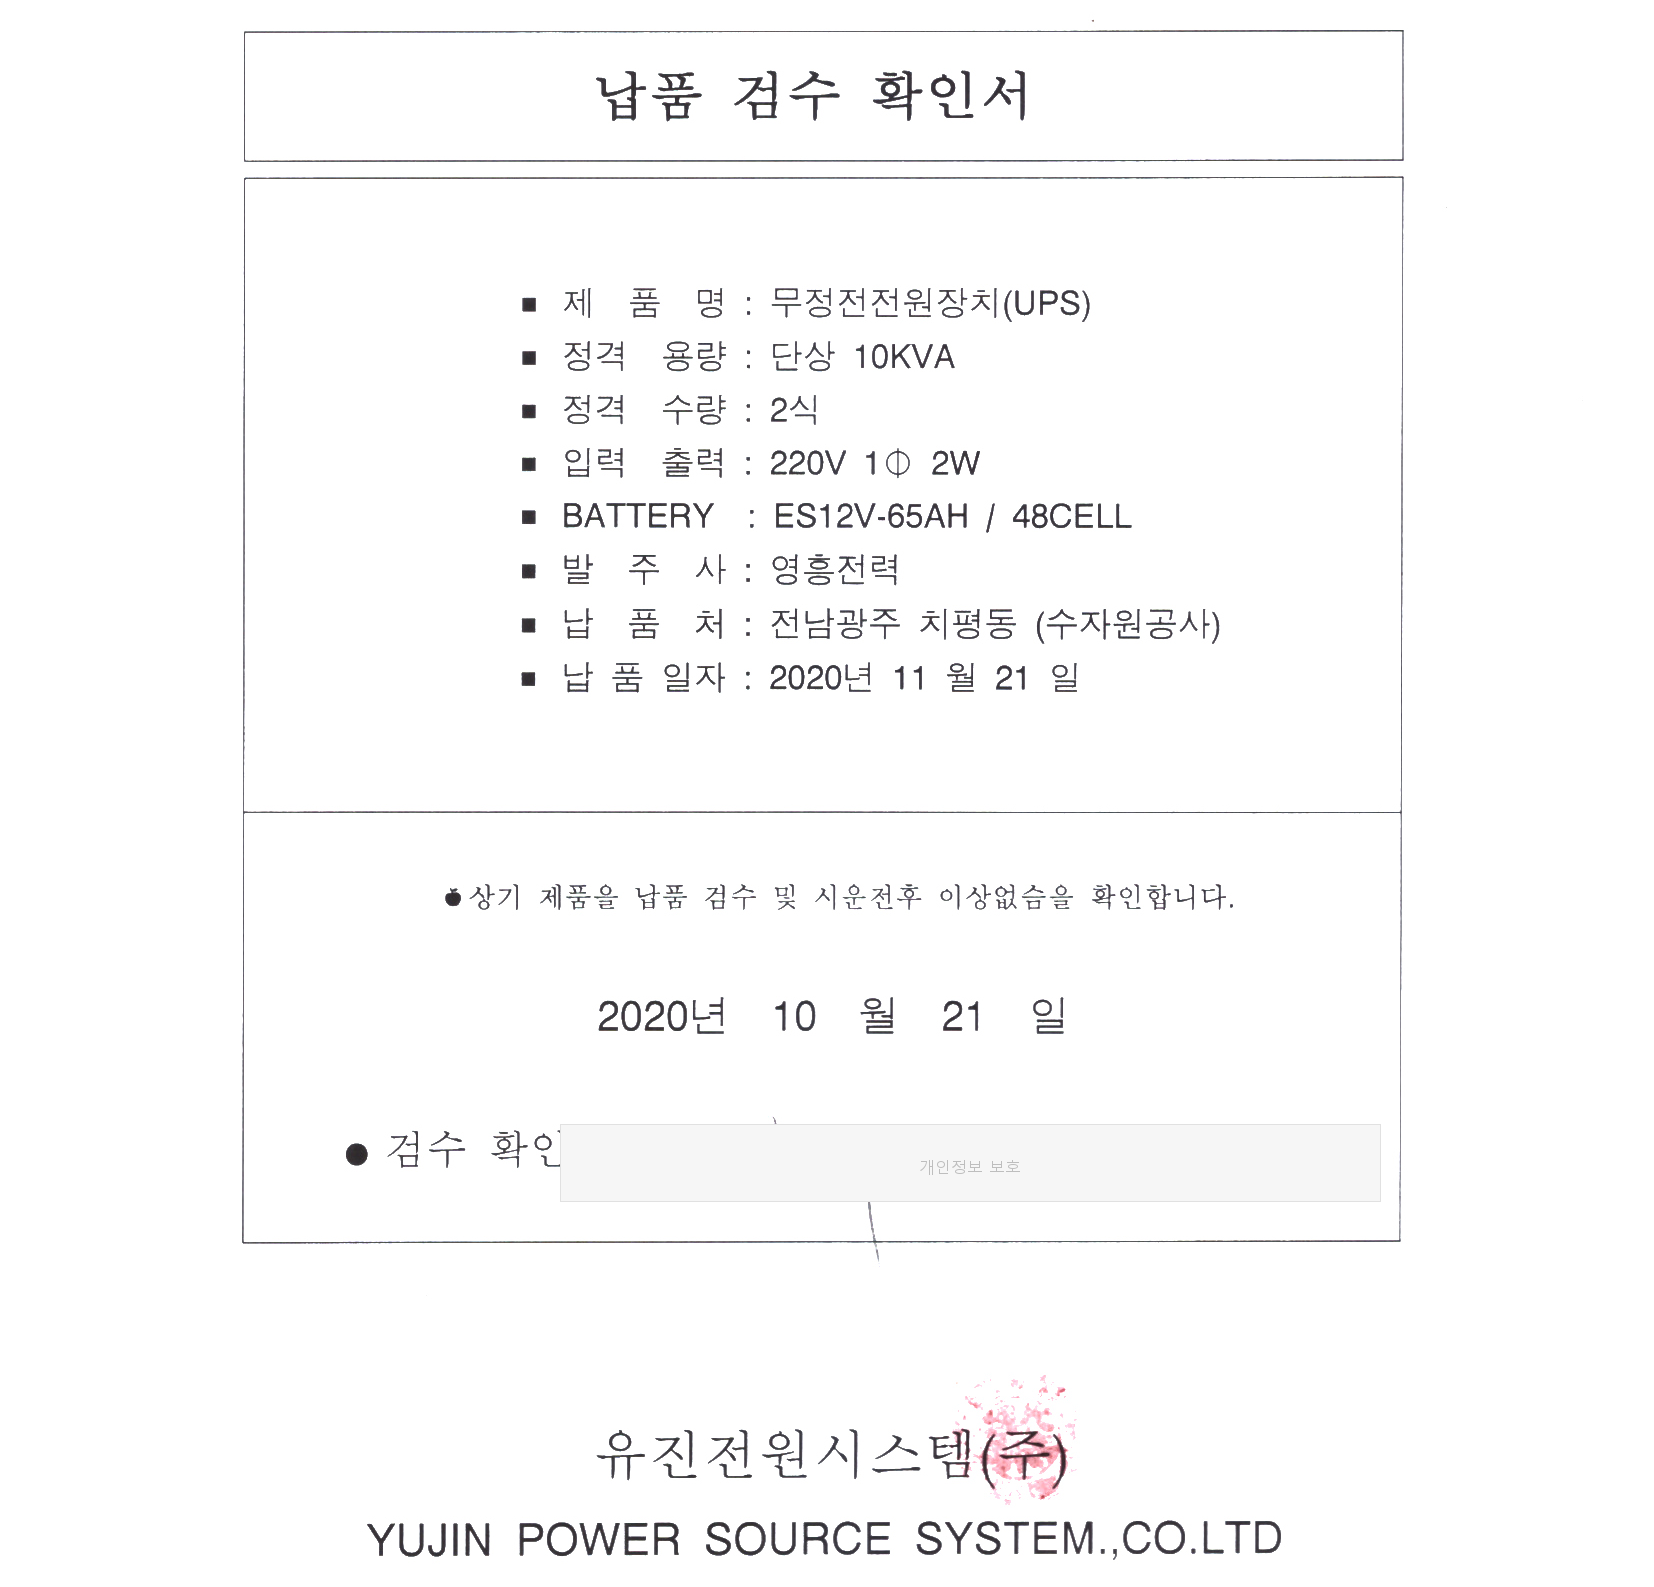 납품 검수 확인서
■ 제 품 명 : 무정전전원장치(UPS)
■ 정격 용량 : 단상 10KVA
■ 정격 수량 : 2식
■ 입력 출력 : 220V 1⏀ 2W
■ BATTERY : ES12V-65AH / 48CELL
■ 발 주 사 : 영흥전력
■ 납 품 처 : 전남광주 치평동 (수자원공사)
■ 납 품 일자 : 2020년 11 월 21 일
상기 제품을 납품 검수 및 시운전후 이상없슴을 확인합니다.
2020년 10 월 21 일
● 검수 확인
개인정보 보호
유진전원시스템(주)
YUJIN POWER SOURCE SYSTEM.,CO.LTD